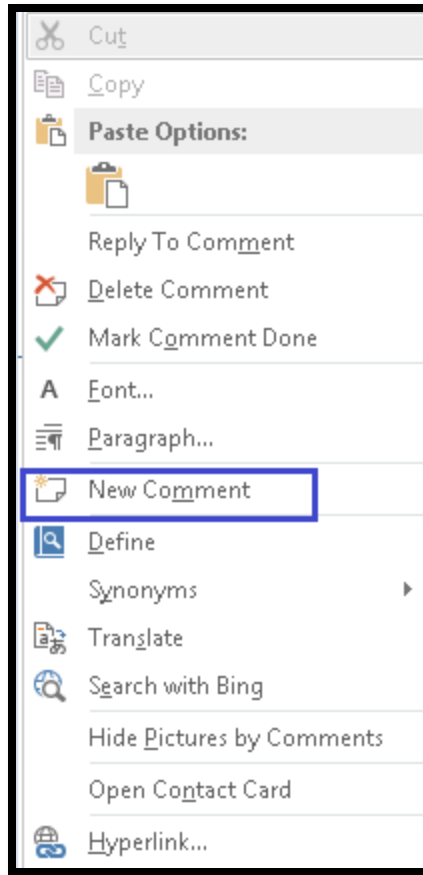 Cut
Copy
Paste Options:
Reply To Comment
Delete Comment
Mark Comment Done
A Font...
Paragraph...
New Comment
Define
Synonyms
Translate
Search with Bing
Hide Pictures by Comments
Open Contact Card
Hyperlink...